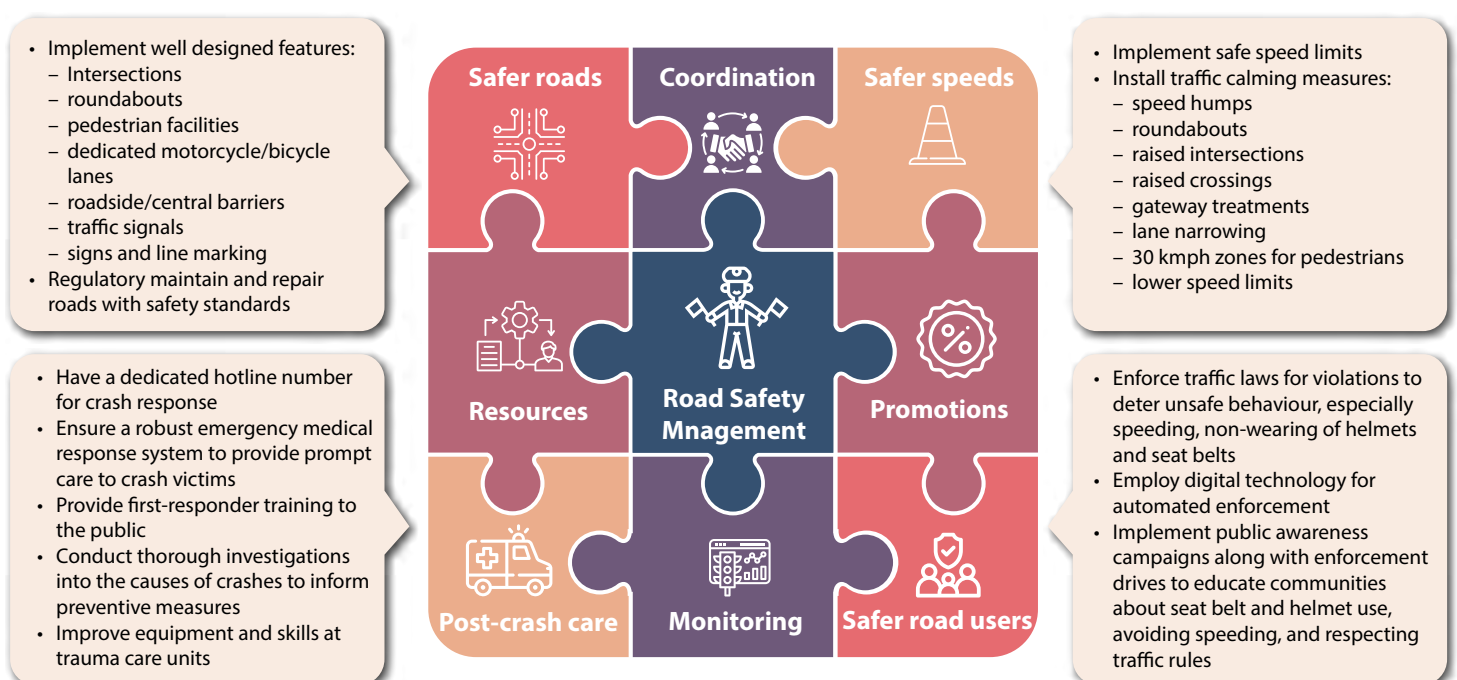 • Implement well designed features:
– Intersections
– roundabouts
– pedestrian facilities
– dedicated motorcycle/bicycle
lanes
– roadside/central barriers
– traffic signals
– signs and line marking
• Regulatory maintain and repair
roads with safety standards
Safer roads
Coordination
Safer speeds
• Implement safe speed limits
• Install traffic calming measures:
– speed humps
– roundabouts
– raised intersections
– raised crossings
– gateway treatments
– lane narrowing
– 30 kmph zones for pedestrians
– lower speed limits
Resources
Road Safety
Mnagement
Promotions
• Have a dedicated hotline number
for crash response
• Ensure a robust emergency medical
response system to provide prompt
care to crash victims
• Provide first-responder training to
the public
• Conduct thorough investigations
into the causes of crashes to inform
preventive measures
• Improve equipment and skills at
trauma care units
Post-crash care
Monitoring
Safer road users
• Enforce traffic laws for violations to
deter unsafe behaviour, especially
speeding, non-wearing of helmets
and seat belts
• Employ digital technology for
automated enforcement
• Implement public awareness
campaigns along with enforcement
drives to educate communities
about seat belt and helmet use,
avoiding speeding, and respecting
traffic rules